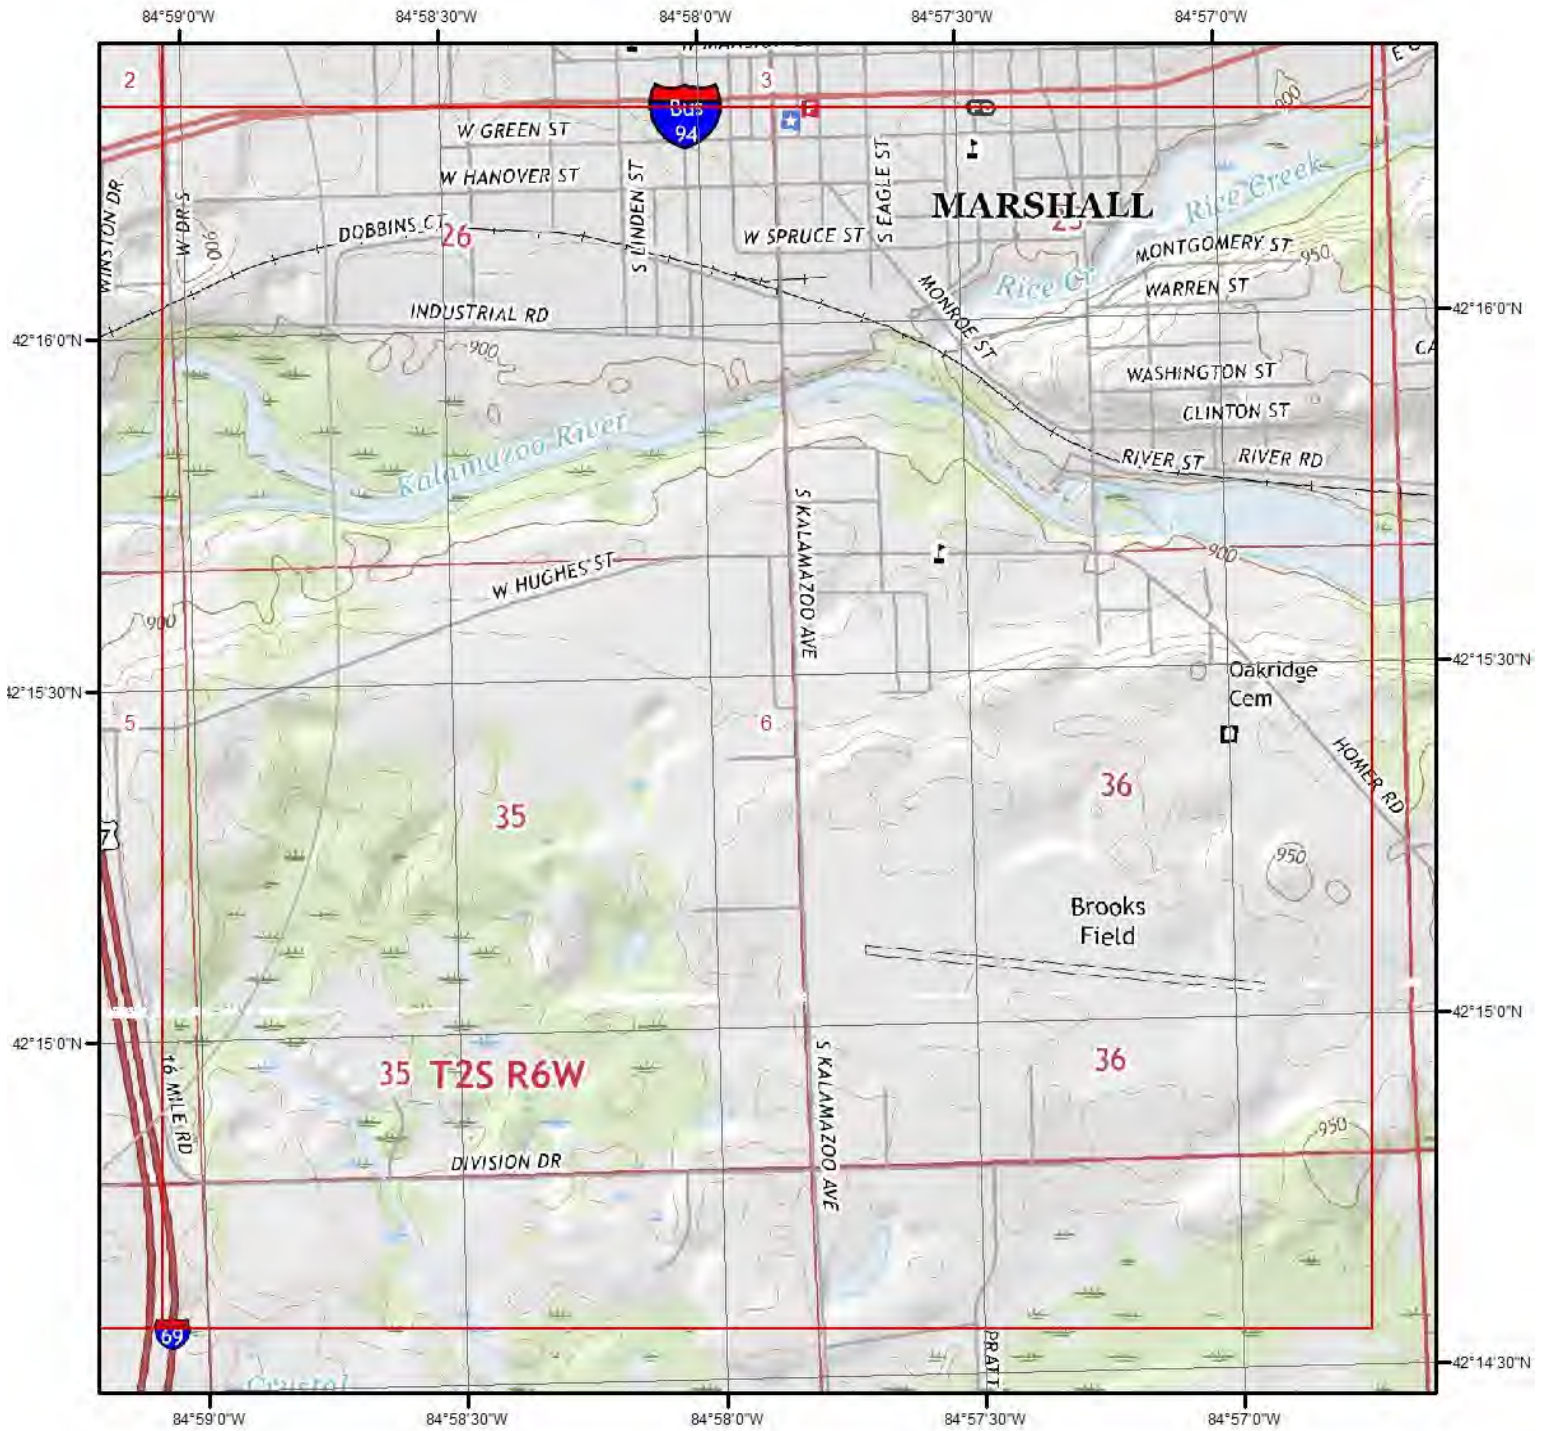 84°59'0"W
84°58'30"W
84°58'0"W
84°57'30"W
84°57'0"W
2
3
Bus
94
900
W GREEN ST
W HANOVER ST
S LINDEN ST
S EAGLE ST
MARSHALL
Rice Creek
WINSTON DR
W DR S
900
DOBBINS CT
26
W SPRUCE ST
MONTGOMERY ST
950
Rice Cr
WARREN ST
MONROE ST
INDUSTRIAL RD
42°16'0"N
42°16'0"N
900
CA
WASHINGTON ST
CLINTON ST
Kalamazoo River
RIVER ST
RIVER RD
S KALAMAZOO AVE
900
W HUGHES ST
900
42°15'30"N
Oakridge
Cem
42°15'30"N
5
6
HOMER RD
36
35
7
950
Brooks
Field
42°15'0"N
42°15'0"N
16 MILE RD
35
T2S R6W
S KALAMAZOO AVE
36
950
DIVISION DR
69
PRATT
42°14'30"N
Crystal
84°59'0"W
84°58'30"W
84°58'0"W
84°57'30"W
84°57'0"W